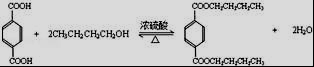 COOH COOCH₂CH₂CH₂CH₃
+ 2CH₃CH₂CH₂CH₂OH 浓硫酸 △ + 2H₂O
COOH COOCH₂CH₂CH₂CH₃